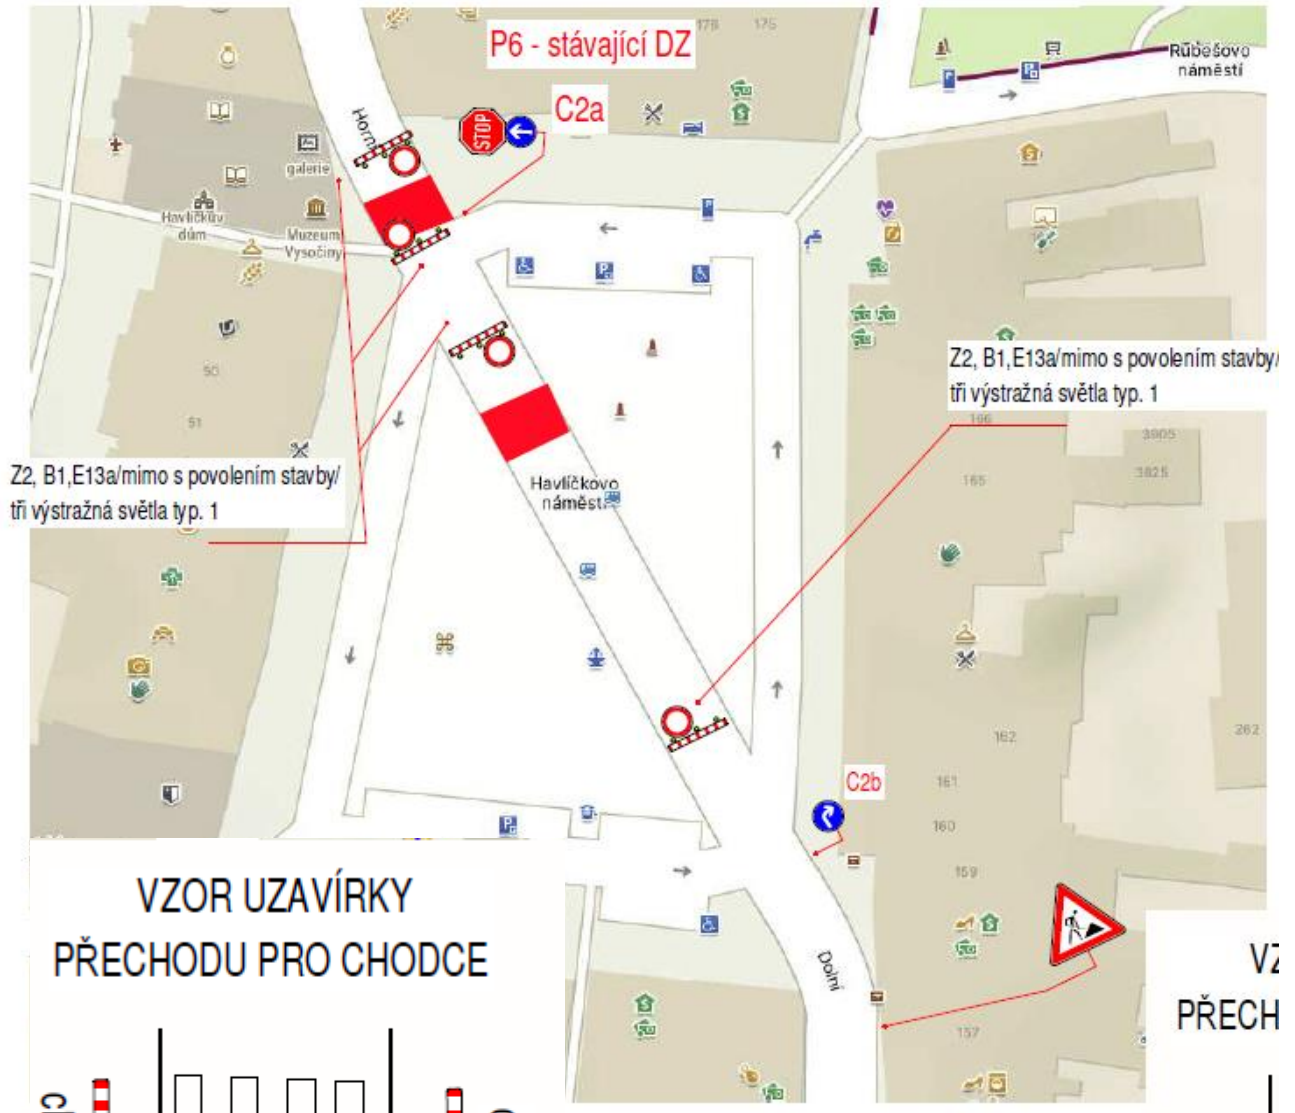 178
175
P6 - stávající DZ
C2a
Rubešovo
náměstí
Horní
STOP
galerie
Havlíčkův
dům
Muzeum
Vysočiny
50
51
Z2, B1,E13a/mimo s povolením stavby/
tři výstražná světla typ. 1
166
3905
165
3825
Z2, B1,E13a/mimo s povolením stavby/
tři výstražná světla typ. 1
Havlíčkovo
náměstí
162
262
161
C2b
160
159
VZOR UZAVÍRKY
PŘECHODU PRO CHODCE
Dolní
157
VZ
PŘECH